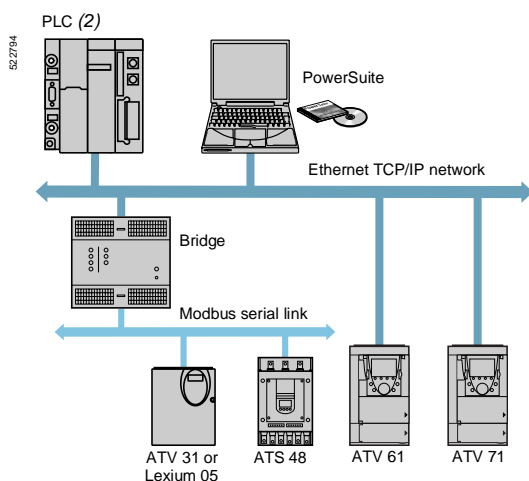 PLC (2)
522794
PowerSuite
Ethernet TCP/IP network
Bridge
Modbus serial link
ATV 31 or
Lexium 05
ATS 48
ATV 61
ATV 71